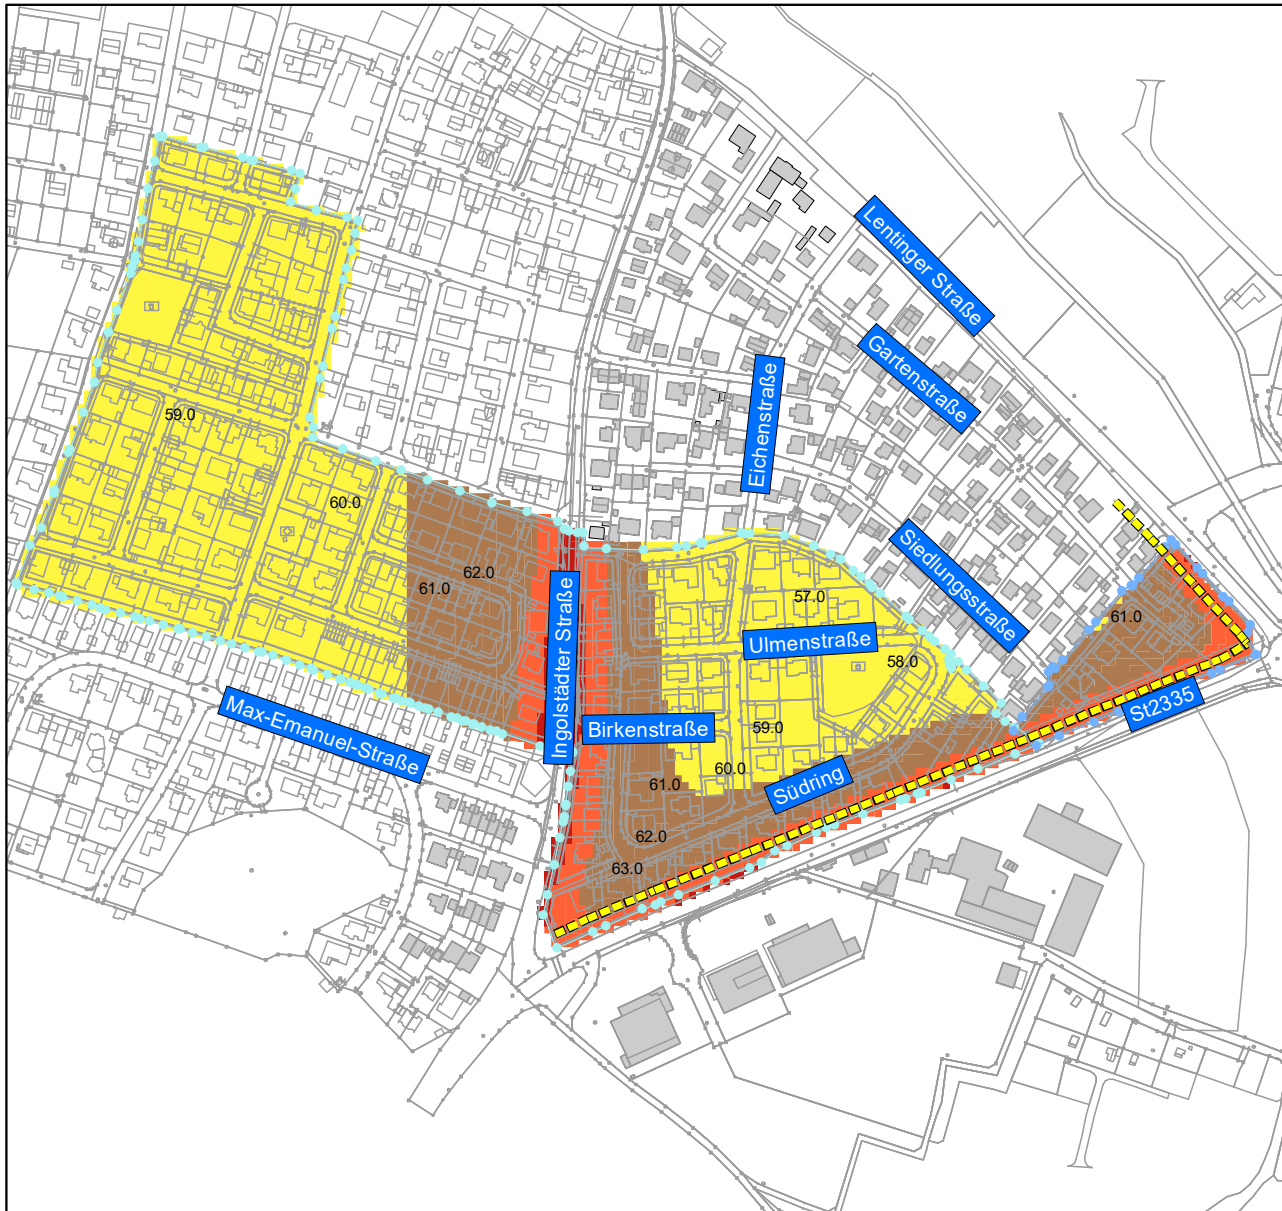 Lentinger Straße
Gartenstraße
Eichenstraße
59.0
60.0
Siedlungsstraße
62.0
61.0
57.0
61.0
Ingolstädter Straße
Ulmenstraße
58.0
Max-Emanuel-Straße
Birkenstraße
59.0
St2335
60.0
61.0
Südring
62.0
63.0